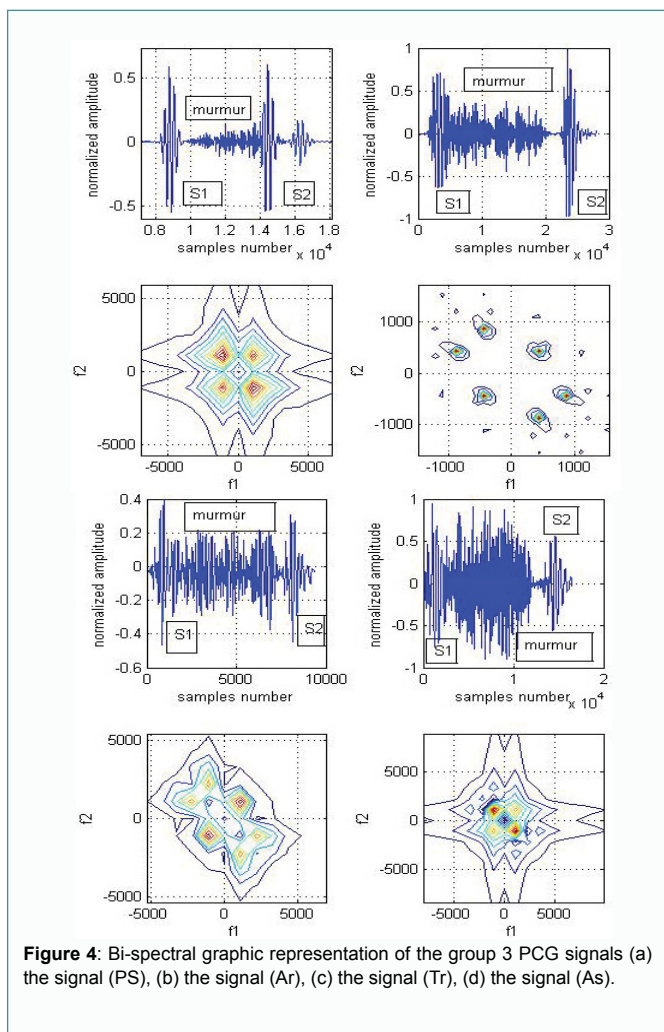 0.5
0
-0.5
normalized amplitude
murmur
S1
S2
0.8 1 1.2 1.4 1.6 1.8
samples number x 10^4
1
0.5
0
-0.5
-1
normalized amplitude
murmur
S1
S2
0 1 2 3
samples number x 10^4
5000
0
-5000
f2
-5000 0 5000
f1
1000
0
-1000
f2
-1000 0 1000
f1
0.4
0.2
0
-0.2
-0.4
-0.6
normalized amplitude
murmur
S1
S2
0 5000 10000
samples number
1
0.5
0
-0.5
-1
normalized amplitude
S2
S1
murmur
0 1 2
samples number x 10^4
5000
0
-5000
f2
-5000 0 5000
f1
5000
0
-5000
f2
-10000 -5000 0 5000 10000
f1
Figure 4: Bi-spectral graphic representation of the group 3 PCG signals (a)
the signal (PS), (b) the signal (Ar), (c) the signal (Tr), (d) the signal (As).